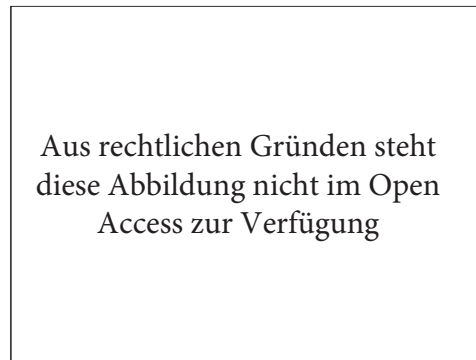 Aus rechtlichen Gründen steht
diese Abbildung nicht im Open
Access zur Verfügung